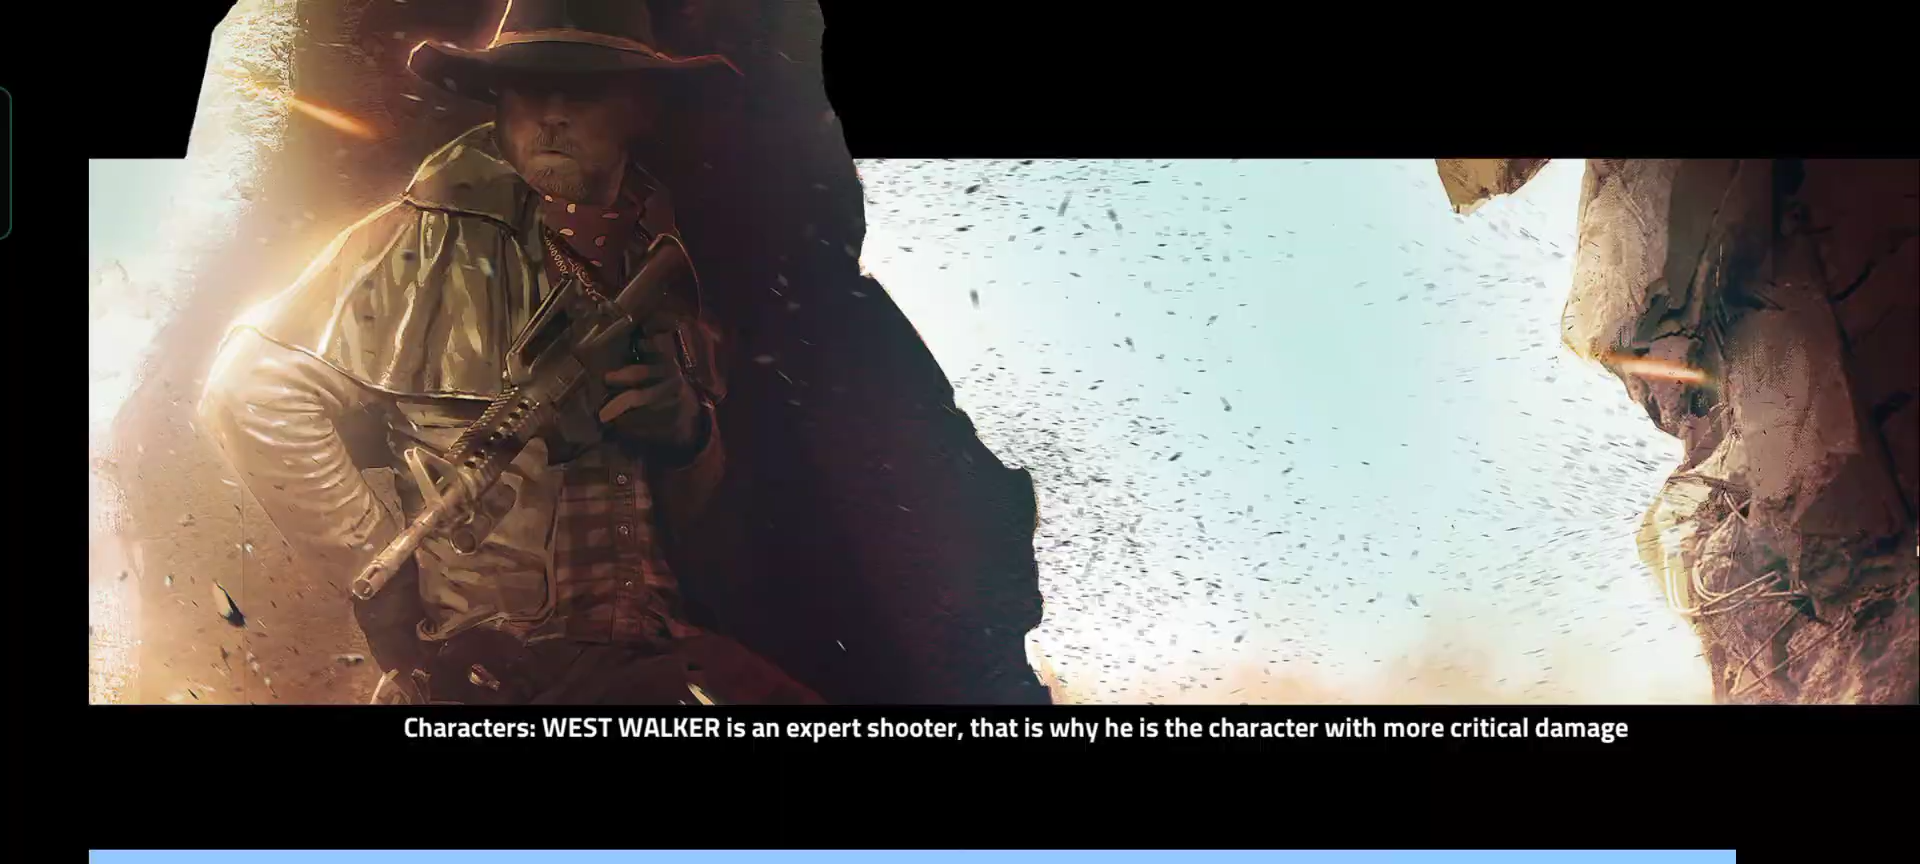 Characters: WEST WALKER is an expert shooter, that is why he is the character with more critical damage